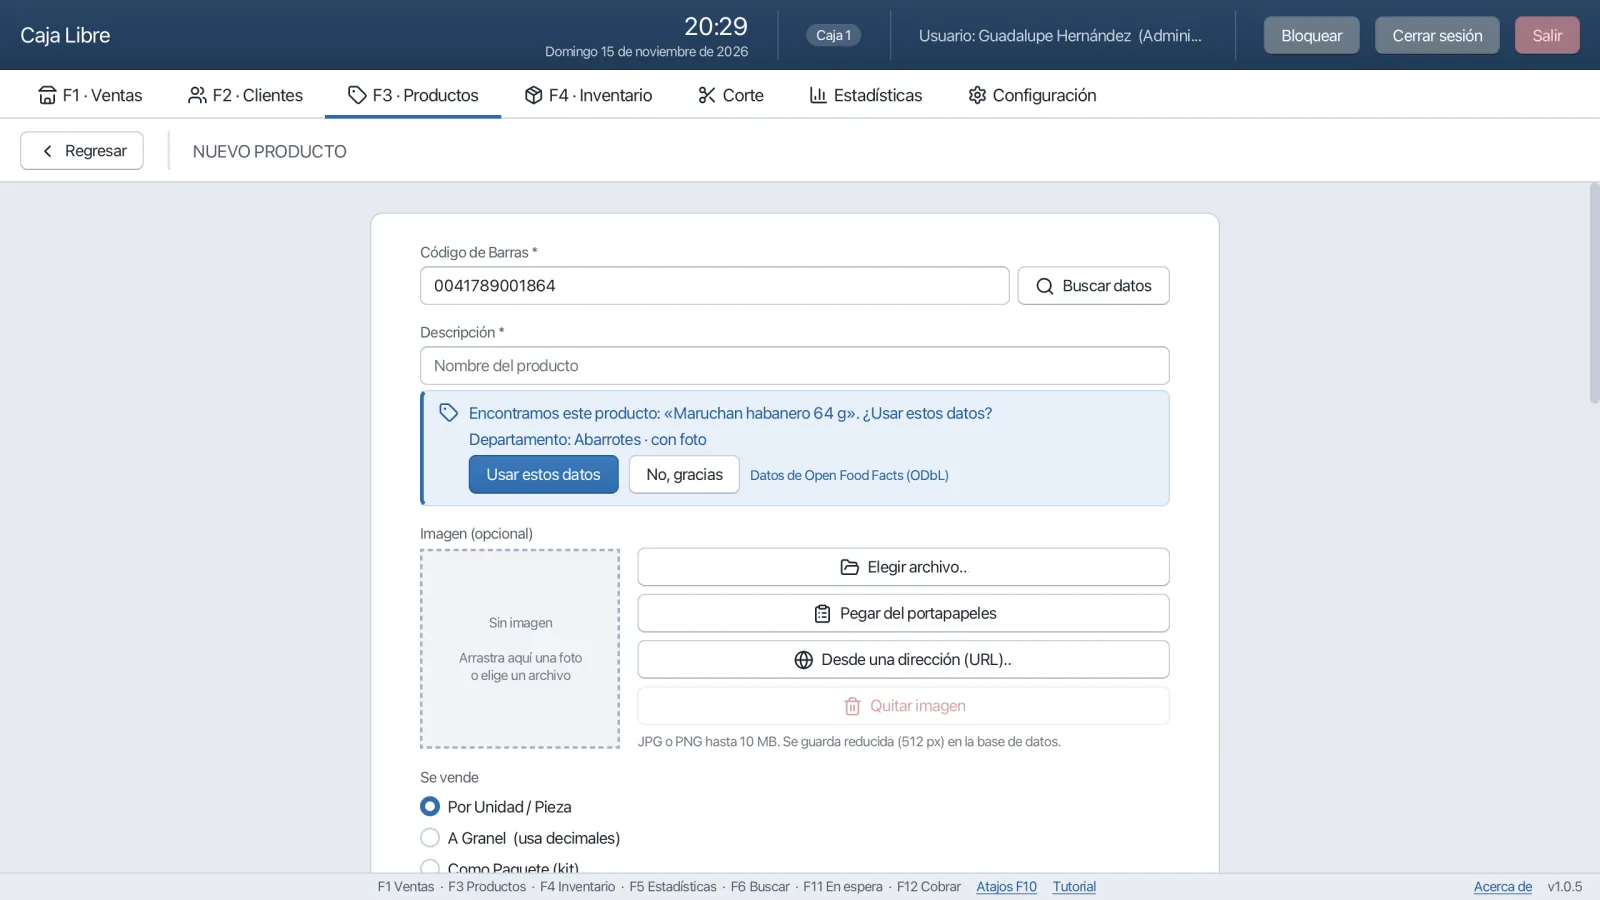 Caja Libre
20:29
Domingo 15 de noviembre de 2026
Caja 1
Usuario: Guadalupe Hernández (Admini...
Bloquear
Cerrar sesión
Salir
F1 · Ventas
F2 · Clientes
F3 · Productos
F4 · Inventario
Corte
Estadísticas
Configuración
Regresar
NUEVO PRODUCTO
Código de Barras *
0041789001864
Buscar datos
Descripción *
Nombre del producto
Encontramos este producto: «Maruchan habanero 64 g». ¿Usar estos datos?
Departamento: Abarrotes · con foto
Usar estos datos
No, gracias
Datos de Open Food Facts (ODbL)
Imagen (opcional)
Sin imagen
Arrastra aquí una foto
o elige un archivo
Elegir archivo...
Pegar del portapapeles
Desde una dirección (URL)...
Quitar imagen
JPG o PNG hasta 10 MB. Se guarda reducida (512 px) en la base de datos.
Se vende
Por Unidad / Pieza
A Granel (usa decimales)
Como Paquete (kit)
F1 Ventas · F3 Productos · F4 Inventario · F5 Estadísticas · F6 Buscar · F11 En espera · F12 Cobrar
Atajos F10
Tutorial
Acerca de
v1.0.5